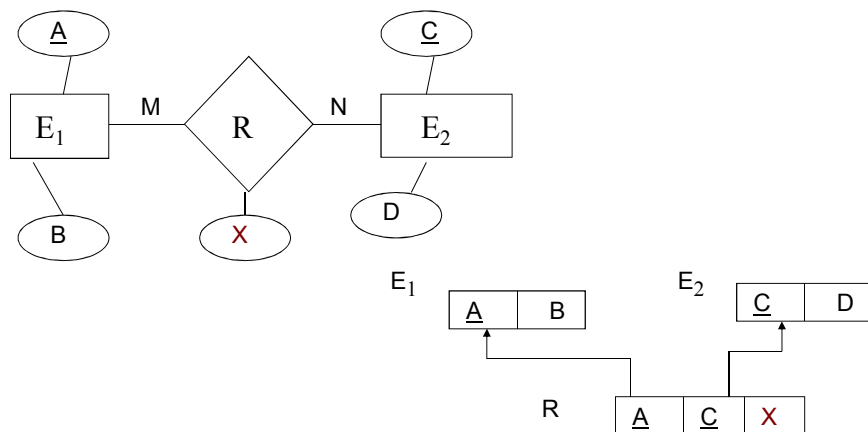 A C
M N
E1 R E2
B X D
E1 E2
A B C D
R A C X